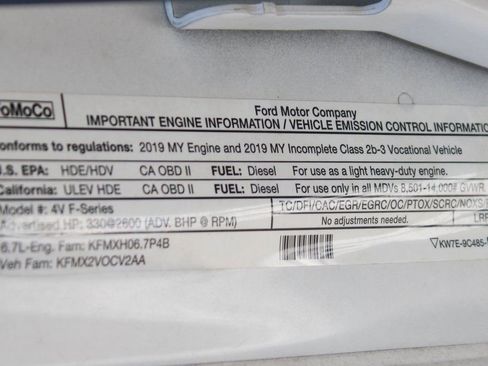 oMoCo
Ford Motor Company
IMPORTANT ENGINE INFORMATION / VEHICLE EMISSION CONTROL INFORMATIO
onforms to regulations: 2019 MY Engine and 2019 MY Incomplete Class 2b-3 Vocational Vehicle
U.S. EPA: HDE/HDV CA OBD II FUEL: Diesel For use as a light heavy-duty engine.
California: ULEV HDE CA OBD II FUEL: Diesel For use only in all MDVs 8,501-14,000# GVWR.
Model #: 4V F-Series TC/DFI/CAC/EGR/EGRC/OC/PTOX/SCRC/NOXS/
Advertised HP: 330@2600 (ADV. BHP @ RPM) No adjustments needed. LRF
6.7L-Eng. Fam: KFMXH06.7P4B KW7E-9C485-
Veh Fam: KFMX2VOCV2AA